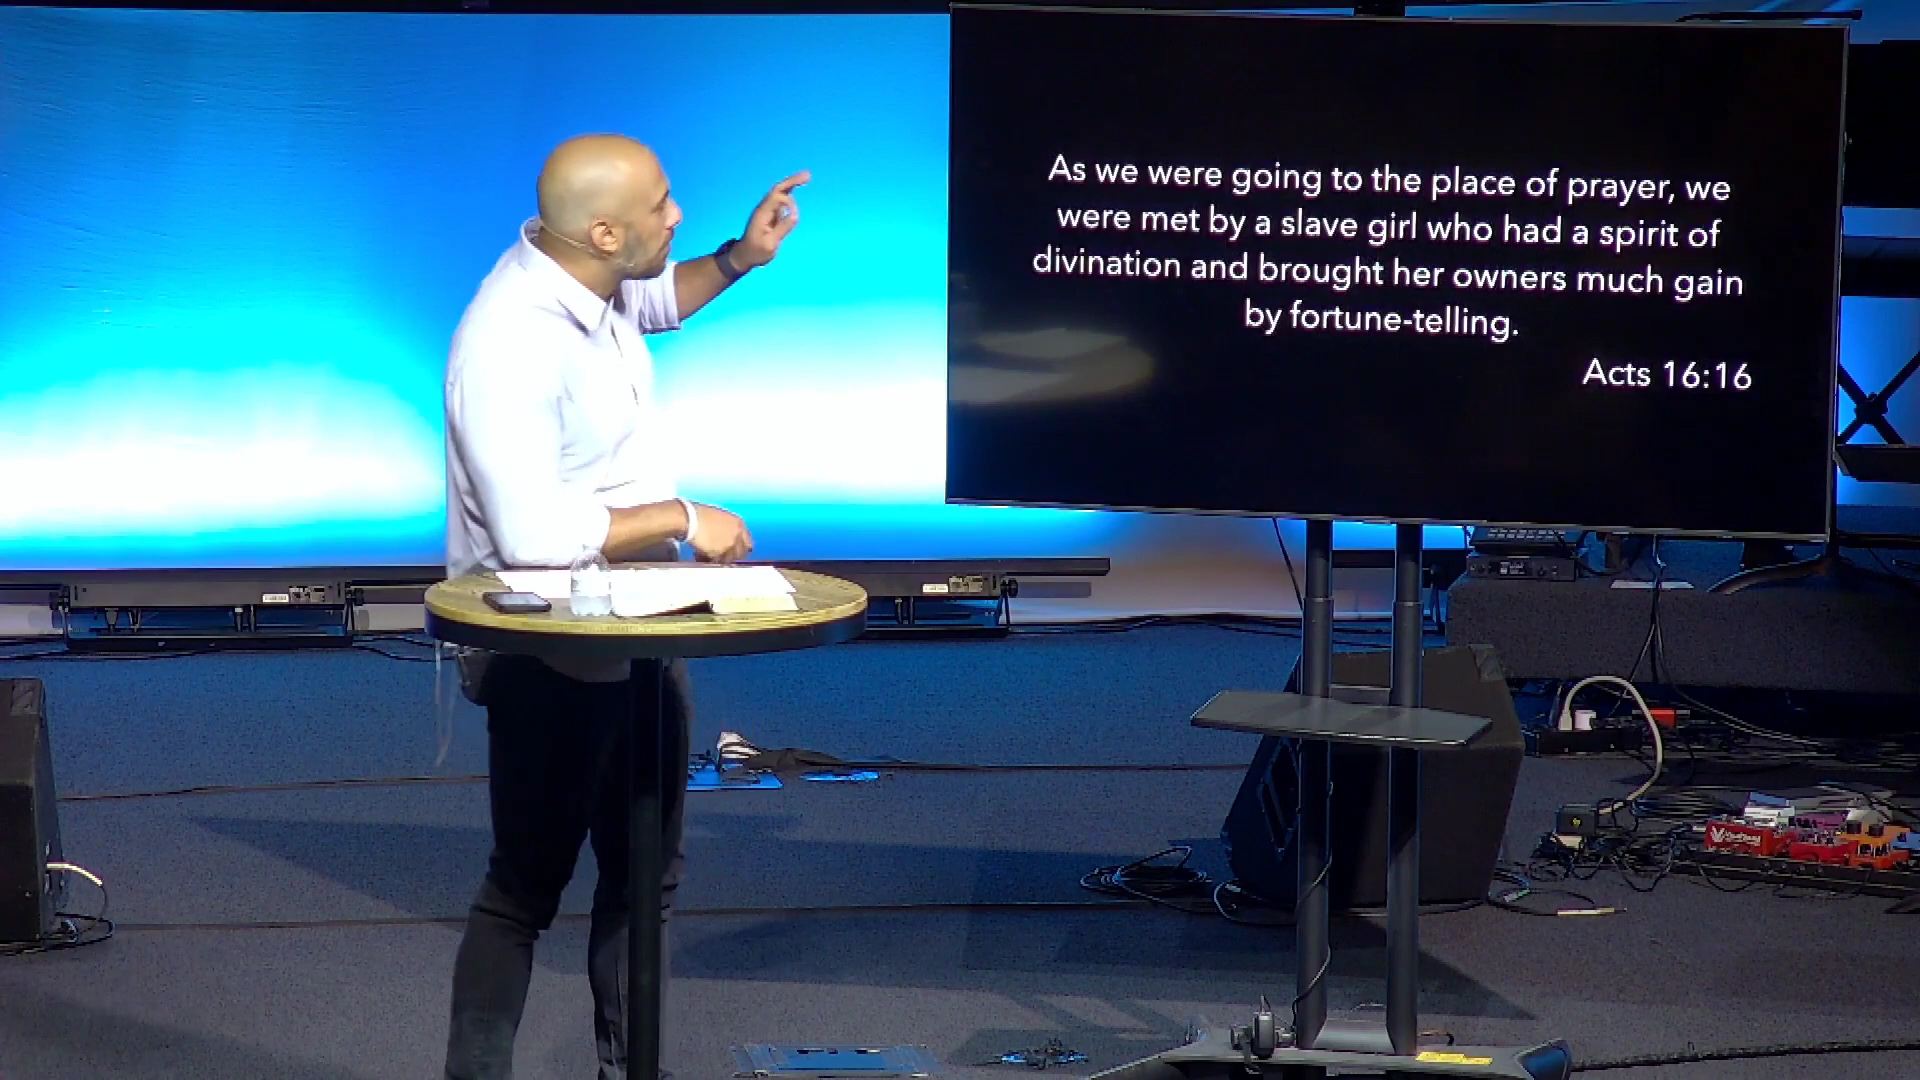 As we were going to the place of prayer, we
were met by a slave girl who had a spirit of
divination and brought her owners much gain
by fortune-telling.
Acts 16:16